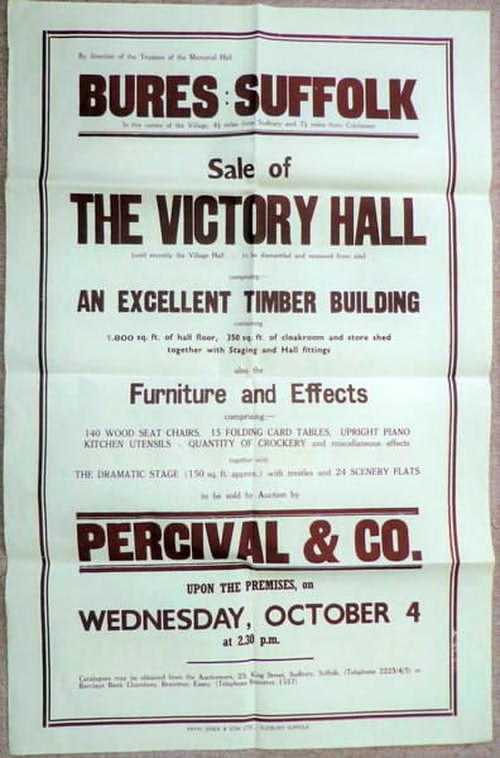 By direction of the Trustees of the Memorial Hall
BURES : SUFFOLK
In the centre of the Village, 4½ miles from Sudbury and 7½ miles from Colchester
Sale of
THE VICTORY HALL
(until recently the Village Hall - to be dismantled and removed from site)
comprising:—
AN EXCELLENT TIMBER BUILDING
containing
1,800 sq. ft. of hall floor, 350 sq. ft. of cloakroom and store shed
together with Staging and Hall fittings
also the
Furniture and Effects
comprising:—
140 WOOD SEAT CHAIRS, 15 FOLDING CARD TABLES, UPRIGHT PIANO
KITCHEN UTENSILS - QUANTITY OF CROCKERY and miscellaneous effects
together with
THE DRAMATIC STAGE (150 sq. ft. approx.) with trestles and 24 SCENERY FLATS
to be sold by Auction by
PERCIVAL & CO.
UPON THE PREMISES, on
WEDNESDAY, OCTOBER 4
at 2.30 p.m.
Catalogues may be obtained from the Auctioneers, 23, King Street, Sudbury, Suffolk, (Telephone 2223/4/5) or
Barclays Bank Chambers, Braintree, Essex, (Telephone Braintree
SUDBURY SUFFOLK